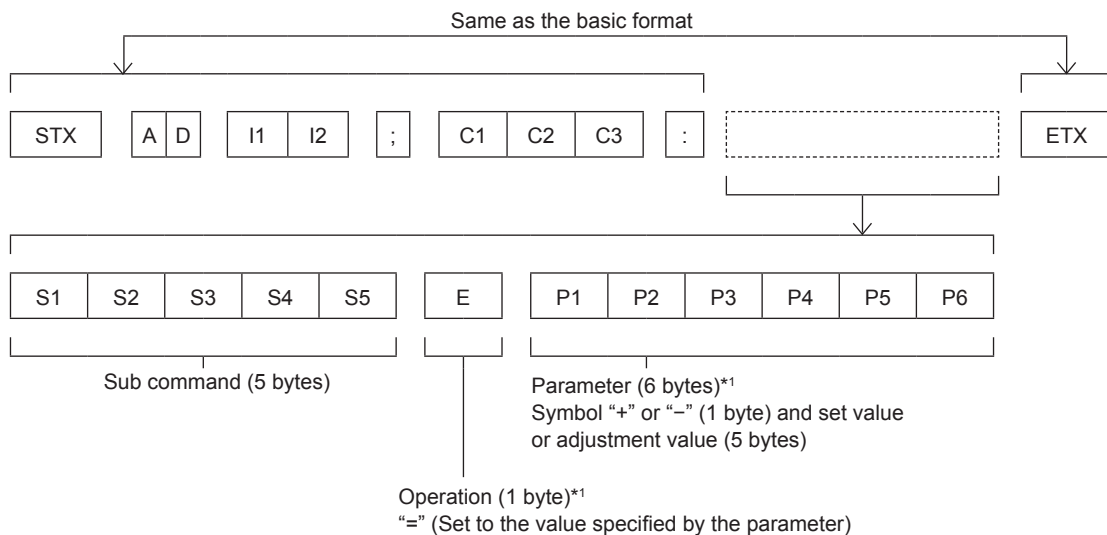 Same as the basic format
STX A D I1 I2 ; C1 C2 C3 : ETX
S1 S2 S3 S4 S5 E P1 P2 P3 P4 P5 P6
Sub command (5 bytes)
Parameter (6 bytes)*1
Symbol “+” or “−” (1 byte) and set value
or adjustment value (5 bytes)
Operation (1 byte)*1
“=” (Set to the value specified by the parameter)